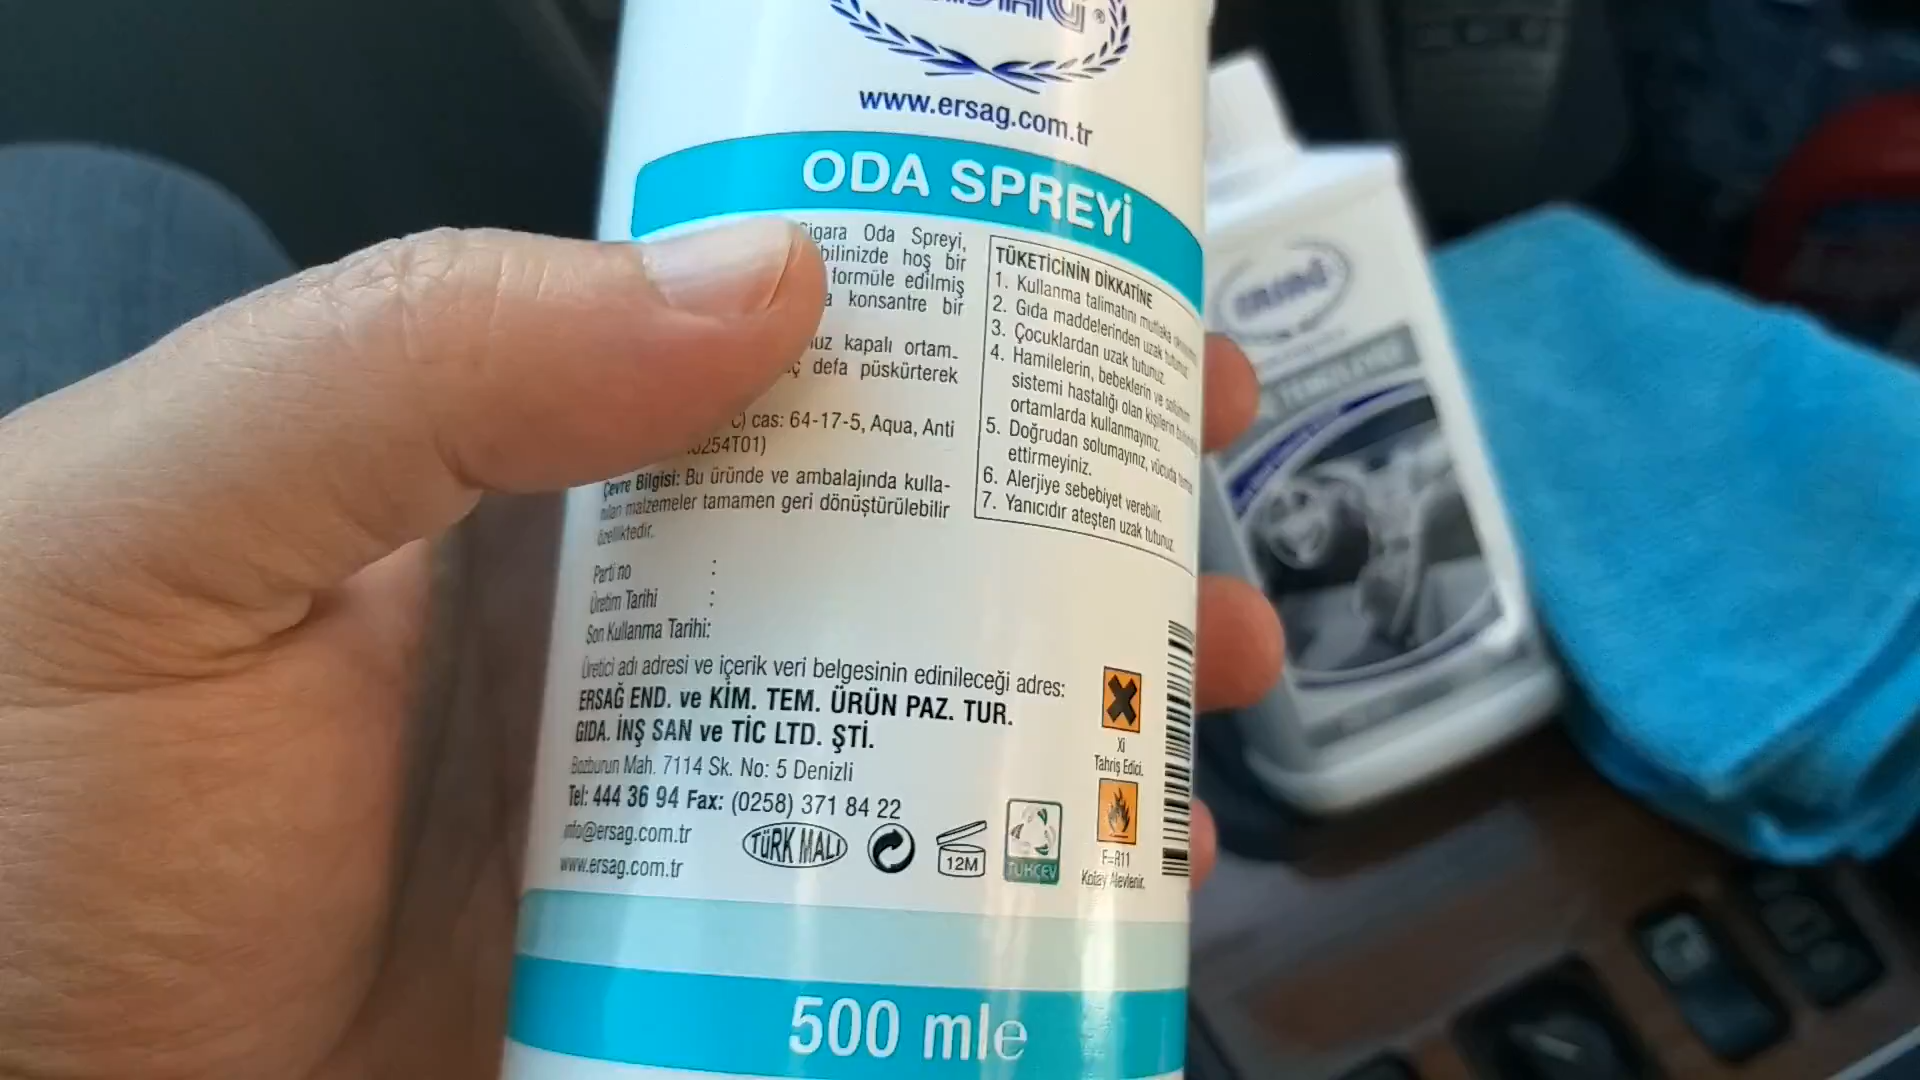 www.ersag.com.tr
ODA SPREYİ
Sigara Oda Spreyi,
bilinizde hoş bir
formüle edilmiş
konsantre bir
kapalı ortam-
defa püskürterek
cas: 64-17-5, Aqua, Anti
254T01)
Çevre Bilgisi: Bu üründe ve ambalajında kulla-
nılan malzemeler tamamen geri dönüştürülebilir
özelliktedir.
Parti no :
Üretim Tarihi :
Son Kullanma Tarihi:
TÜKETİCİNİN DİKKATİNE
1. Kullanma talimatını mutlaka
2. Gıda maddelerinden uzak tutunuz.
3. Çocuklardan uzak tutunuz.
4. Hamilelerin, bebeklerin ve solunum
sistemi hastalığı olan kişilerin
ortamlarda kullanmayınız.
5. Doğrudan solumayınız, vücuda
ettirmeyiniz.
6. Alerjiye sebebiyet verebilir.
7. Yanıcıdır ateşten uzak tutunuz.
Üretici adı adresi ve içerik veri belgesinin edinileceği adres:
ERSAĞ END. ve KİM. TEM. ÜRÜN PAZ. TUR.
GIDA. İNŞ SAN ve TİC LTD. ŞTİ.
Bozburun Mah. 7114 Sk. No: 5 Denizli
Tel: 444 36 94 Fax: (0258) 371 84 22
info@ersag.com.tr
www.ersag.com.tr
TÜRK MALI
12M
TÜKÇEV
Xi
Tahriş Edici.
F=R11
Kolay Alevlenir.
500 mle
TEMİZLEYİCİ